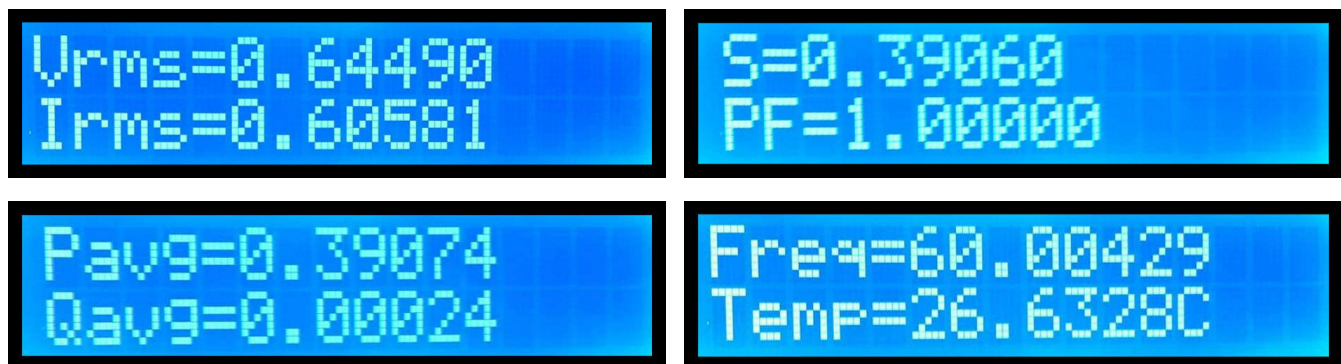 Vrms=0.64490
Irms=0.60581
S=0.39060
PF=1.00000
Pavg=0.39074
Qavg=0.00024
Freq=60.00429
Temp=26.6328C